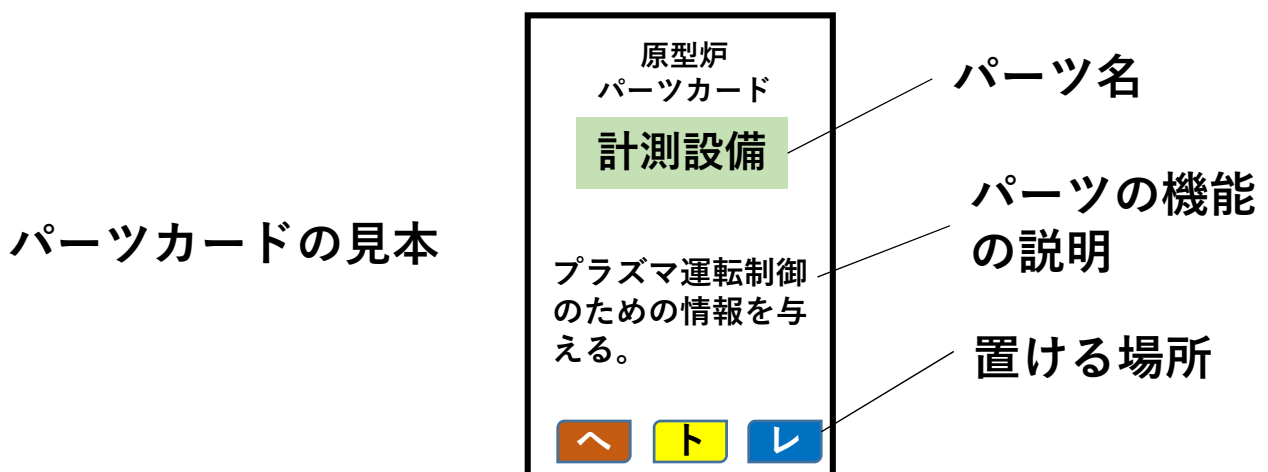 パーツカードの見本
原型炉
パーツカード
計測設備
プラズマ運転制御
のための情報を与
える。
ヘ ト レ
パーツ名
パーツの機能
の説明
置ける場所